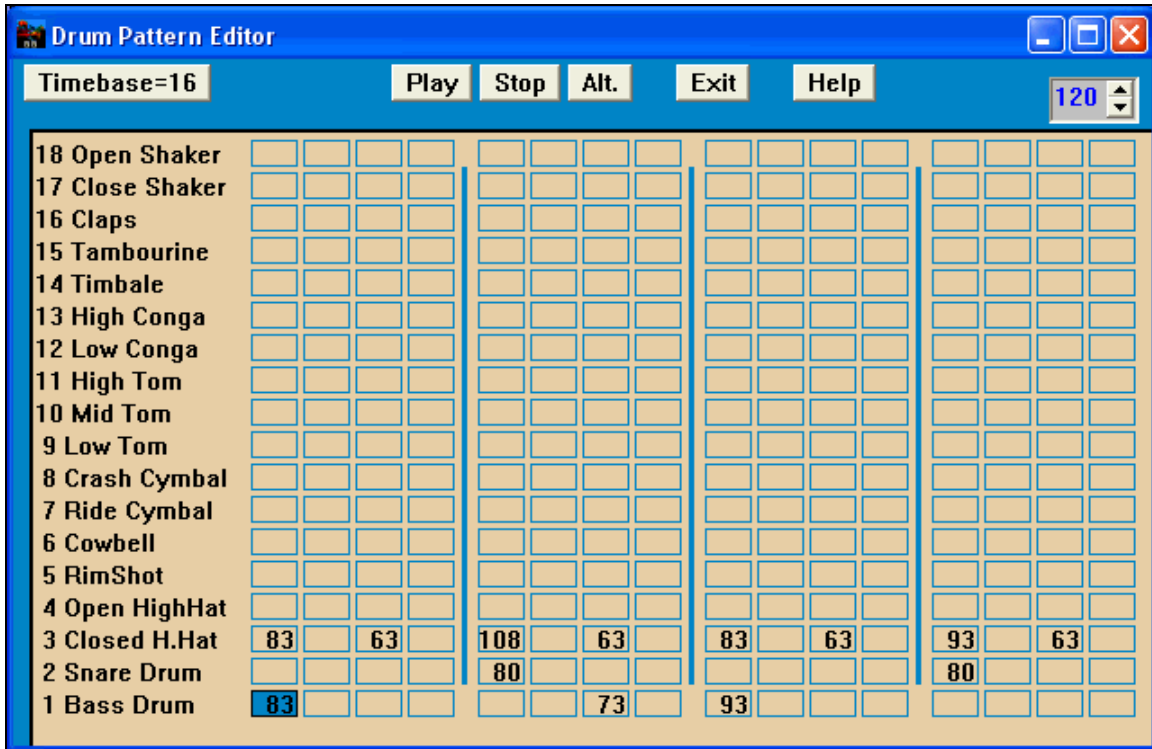 Drum Pattern Editor
Timebase=16 Play Stop Alt. Exit Help 120
18 Open Shaker
17 Close Shaker
16 Claps
15 Tambourine
14 Timbale
13 High Conga
12 Low Conga
11 High Tom
10 Mid Tom
9 Low Tom
8 Crash Cymbal
7 Ride Cymbal
6 Cowbell
5 RimShot
4 Open HighHat
3 Closed H.Hat 83 63 108 63 83 63 93 63
2 Snare Drum 80 80
1 Bass Drum 83 73 93